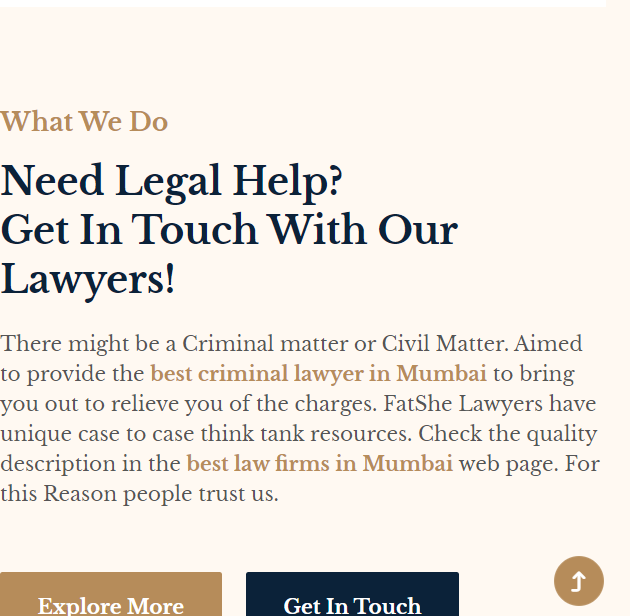 What We Do
Need Legal Help?
Get In Touch With Our
Lawyers!
There might be a Criminal matter or Civil Matter. Aimed
to provide the best criminal lawyer in Mumbai to bring
you out to relieve you of the charges. FatShe Lawyers have
unique case to case think tank resources. Check the quality
description in the best law firms in Mumbai web page. For
this Reason people trust us.
Explore More
Get In Touch